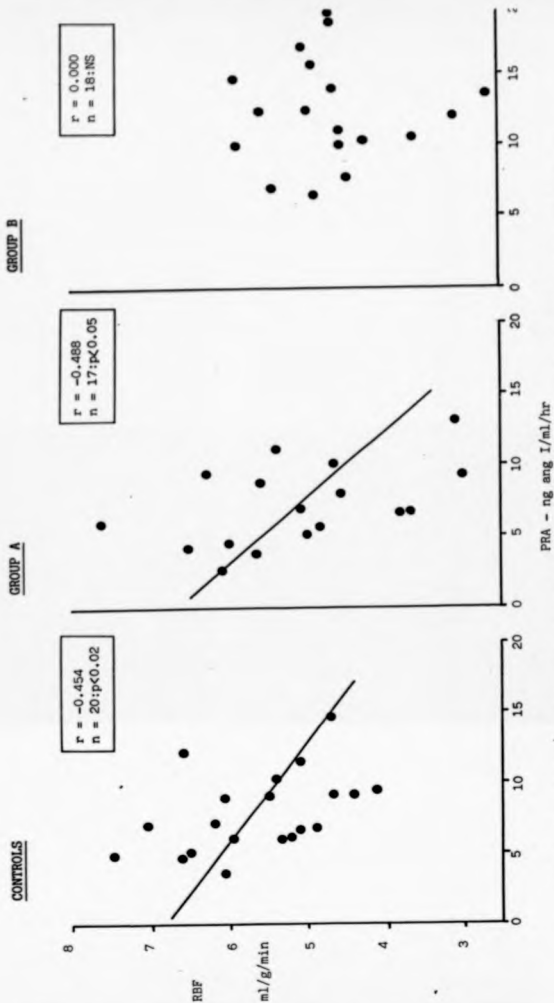 CONTROLS
r = -0.454
n = 20:p<0.02
GROUP A
r = -0.488
n = 17:p<0.05
GROUP B
r = 0.000
n = 18:NS
8
7
6
5
4
3
RBF
ml/g/min
0 5 10 15 20
0 5 10 15 20
0 5 10 15 2
PRA - ng ang I/ml/hr